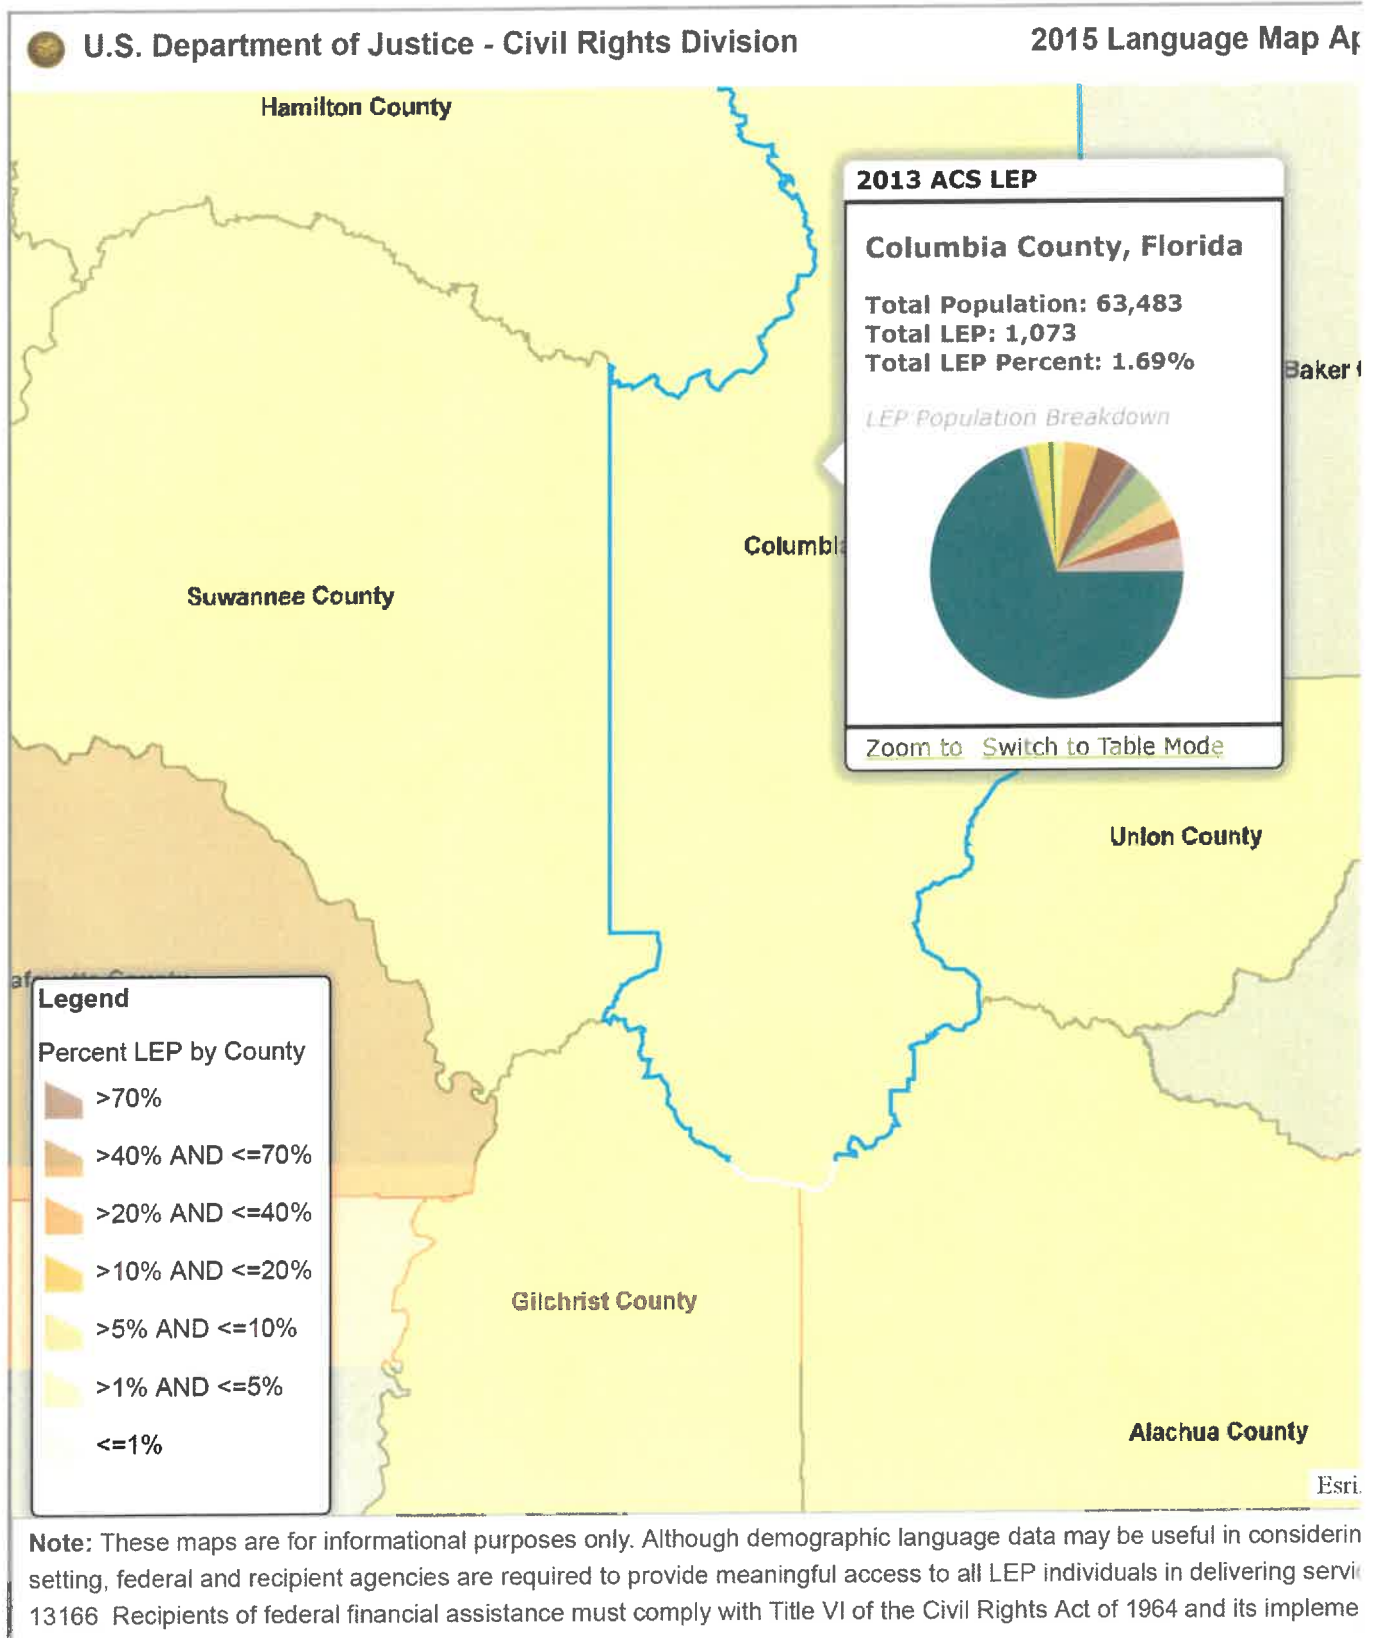 U.S. Department of Justice - Civil Rights Division
2015 Language Map
Hamilton County
2013 ACS LEP
Columbia County, Florida
Total Population: 63,483
Total LEP: 1,073
Total LEP Percent: 1.69%
Baker
LEP Population Breakdown
Suwannee County
Zoom to Switch to Table Mode
Union County
Legend
Percent LEP by County
>70%
>40% AND <=70%
>20% AND <=40%
>10% AND <=20%
>5% AND <=10%
>1% AND <=5%
<=1%
Gilchrist County
Alachua County
Esri.
Note: These maps are for informational purposes only. Although demographic language data may be useful in considerin
setting, federal and recipient agencies are required to provide meaningful access to all LEP individuals in delivering servi
13166 Recipients of federal financial assistance must comply with Title VI of the Civil Rights Act of 1964 and its impleme